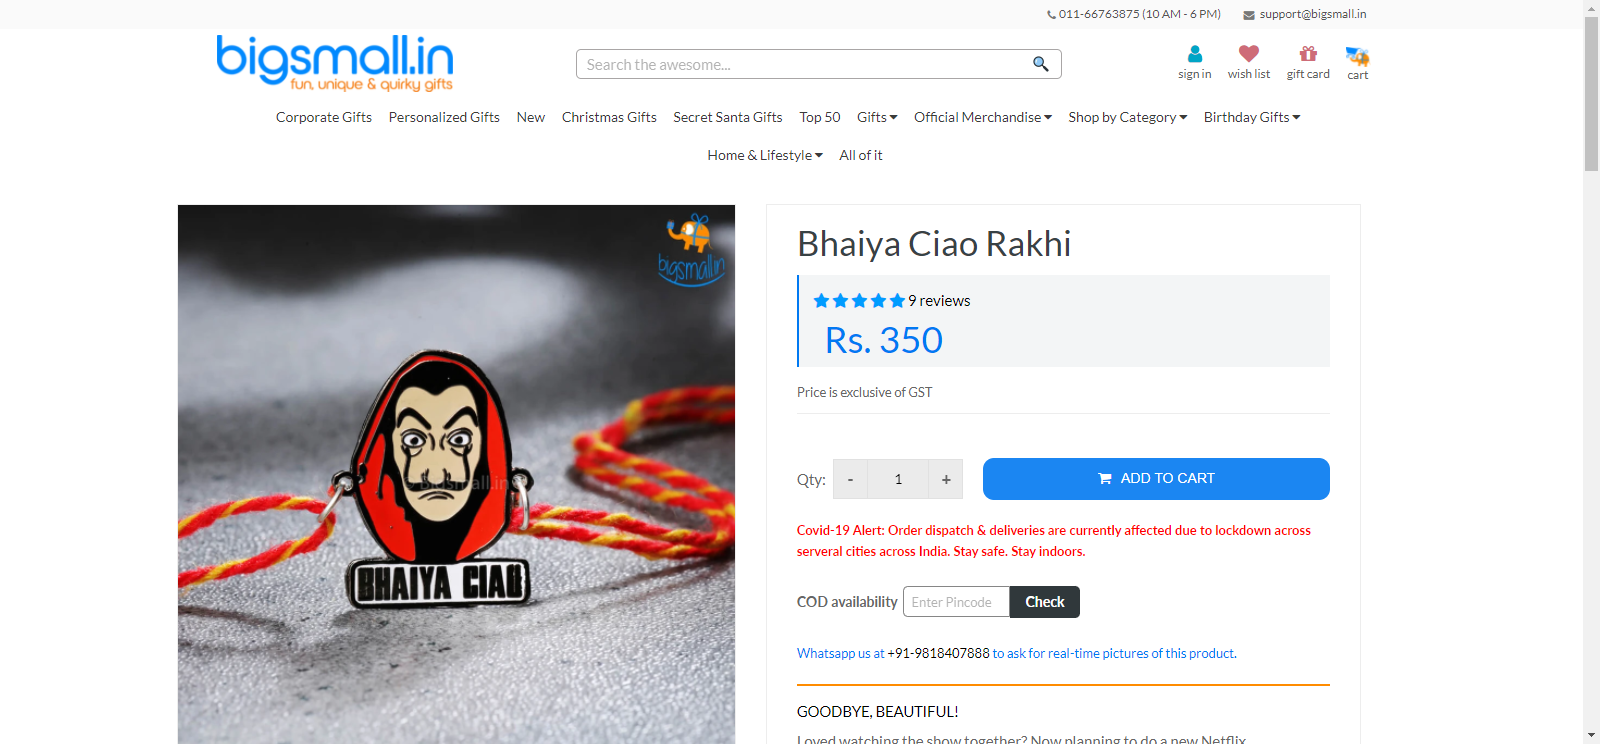 011-66763875 (10 AM - 6 PM) support@bigsmall.in
bigsmall.in
fun, unique & quirky gifts
Search the awesome...
sign in wish list gift card cart
Corporate Gifts Personalized Gifts New Christmas Gifts Secret Santa Gifts Top 50 Gifts Official Merchandise Shop by Category Birthday Gifts
Home & Lifestyle All of it
bigsmall.in
© Bigsmall.in
BHAIYA CIAO
Bhaiya Ciao Rakhi
9 reviews
Rs. 350
Price is exclusive of GST
Qty: - 1 + ADD TO CART
Covid-19 Alert: Order dispatch & deliveries are currently affected due to lockdown across
serveral cities across India. Stay safe. Stay indoors.
COD availability Enter Pincode Check
Whatsapp us at +91-9818407888 to ask for real-time pictures of this product.
GOODBYE, BEAUTIFUL!
Loved watching the show together? Now planning to do a new Netflix